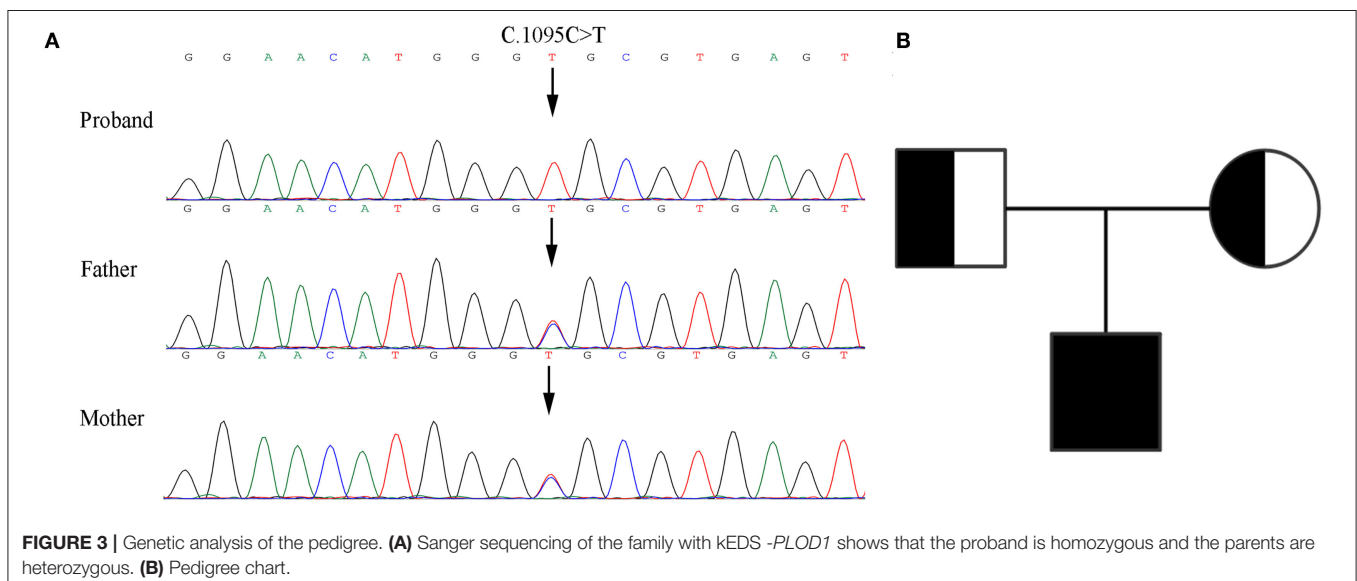 A
C.1095C>T
B
G G A A C A T G G G T G C G T G A G T
Proband
G G A A C A T G G G T G C G T G A G T
Father
G G A A C A T G G G T G C G T G A G T
Mother
FIGURE 3 | Genetic analysis of the pedigree. (A) Sanger sequencing of the family with kEDS -PLOD1 shows that the proband is homozygous and the parents are
heterozygous. (B) Pedigree chart.